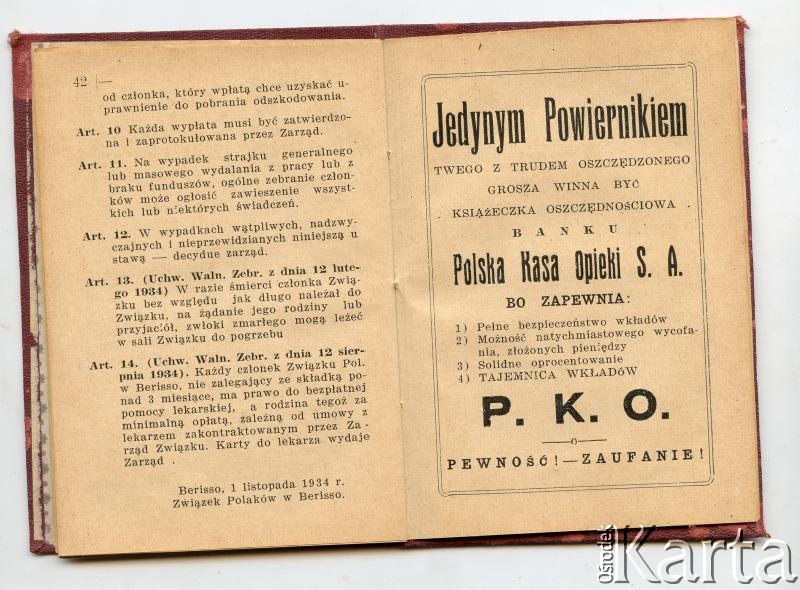 42 |—
od członka, który wpłatą chce uzyskać u-
prawnienie do pobrania odszkodowania.
Art. 10 Każda wypłata musi być zatwierdzo-
na i zaprotokułowana przez Zarząd.
Art. 11. Na wypadek strajku generalnego
lub masowego wydalania z pracy lub z
braku funduszów, ogólne zebranie człon-
ków może ogłosić zawieszenie wszyst-
kich lub niektórych świadczeń.
Art. 12. W wypadkach wątpliwych, nadzwy-
czajnych i nieprzewidzianych niniejszą u
stawą — decydue zarząd.
Art. 13. (Uchw. Waln. Zebr. z dnia 12 lute-
go 1934) W razie śmierci członka Zwią-
zku bez względu jak długo należał do
Związku, na żądanie jego rodziny lub
przyjaciół, zwłoki zmarłego mogą leżeć
w sali Związku do pogrzebu
Art. 14. (Uchw. Waln. Zebr. z dnia 12 sier-
pnia 1934). Każdy członek Związku Pol.
w Berisso, nie zalegający ze składką po-
nad 3 miesiące, ma prawo do bezpłatnej
pomocy lekarskiej, a rodzina tegoż za
minimalną opłatą, zależną od umowy z
lekarzem zakontraktowanym przez Za-
rząd Związku. Karty do lekarza wydaje
Zarząd .
Berisso, 1 listopada 1934 r.
Związek Polaków w Berisso.
Jedynym Powiernikiem
TWEGO Z TRUDEM OSZCZĘDZONEGO
GROSZA WINNA BYĆ
. KSIĄŻECZKA OSZCZĘDNOŚCIOWA .
BANKU
Polska Kasa Opieki S. A.
BO ZAPEWNIA:
1) Pełne bezpieczeństwo wkładów
2) Możność natychmiastowego wycofa-
nia, złożonych pieniędzy
3) Solidne oprocentowanie
4) TAJEMNICA WKŁADÓW
P. K. O.
—o—
PEWNOŚĆ! — ZAUFANIE!
ośrodek Karta